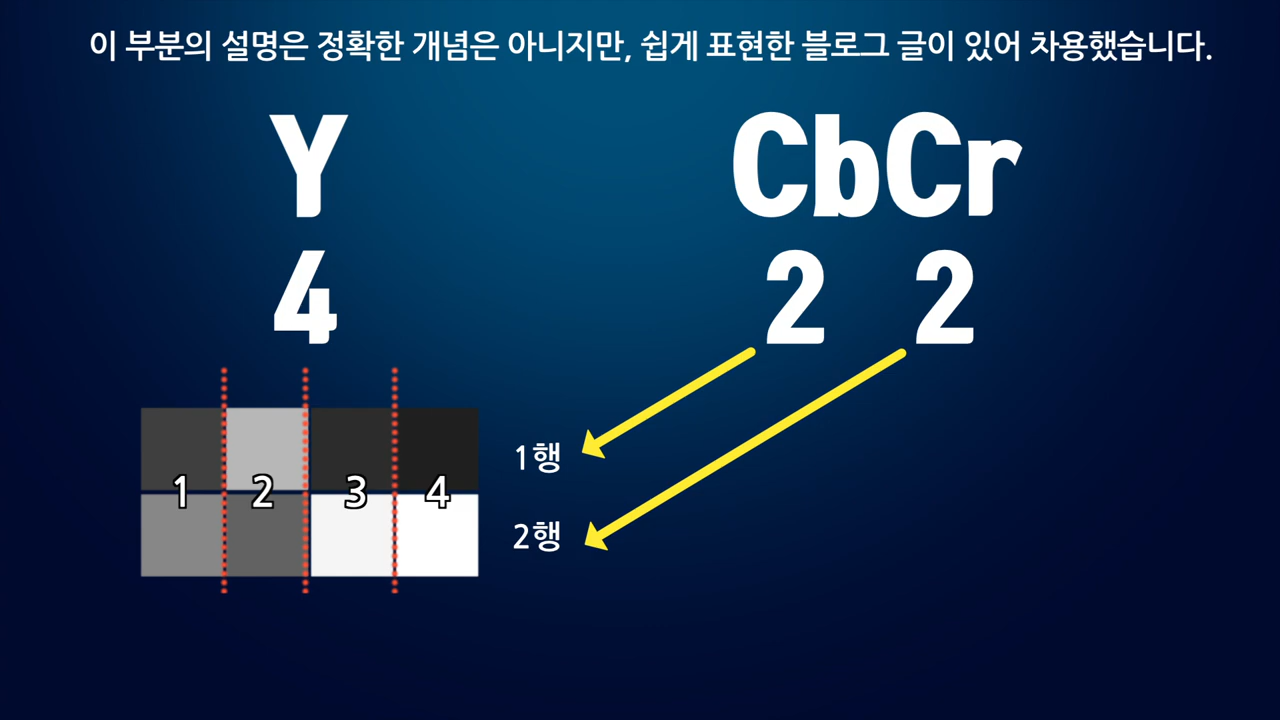 이 부분의 설명은 정확한 개념은 아니지만, 쉽게 표현한 블로그 글이 있어 차용했습니다.
Y CbCr
4 2 2
1 2 3 4
1행
2행